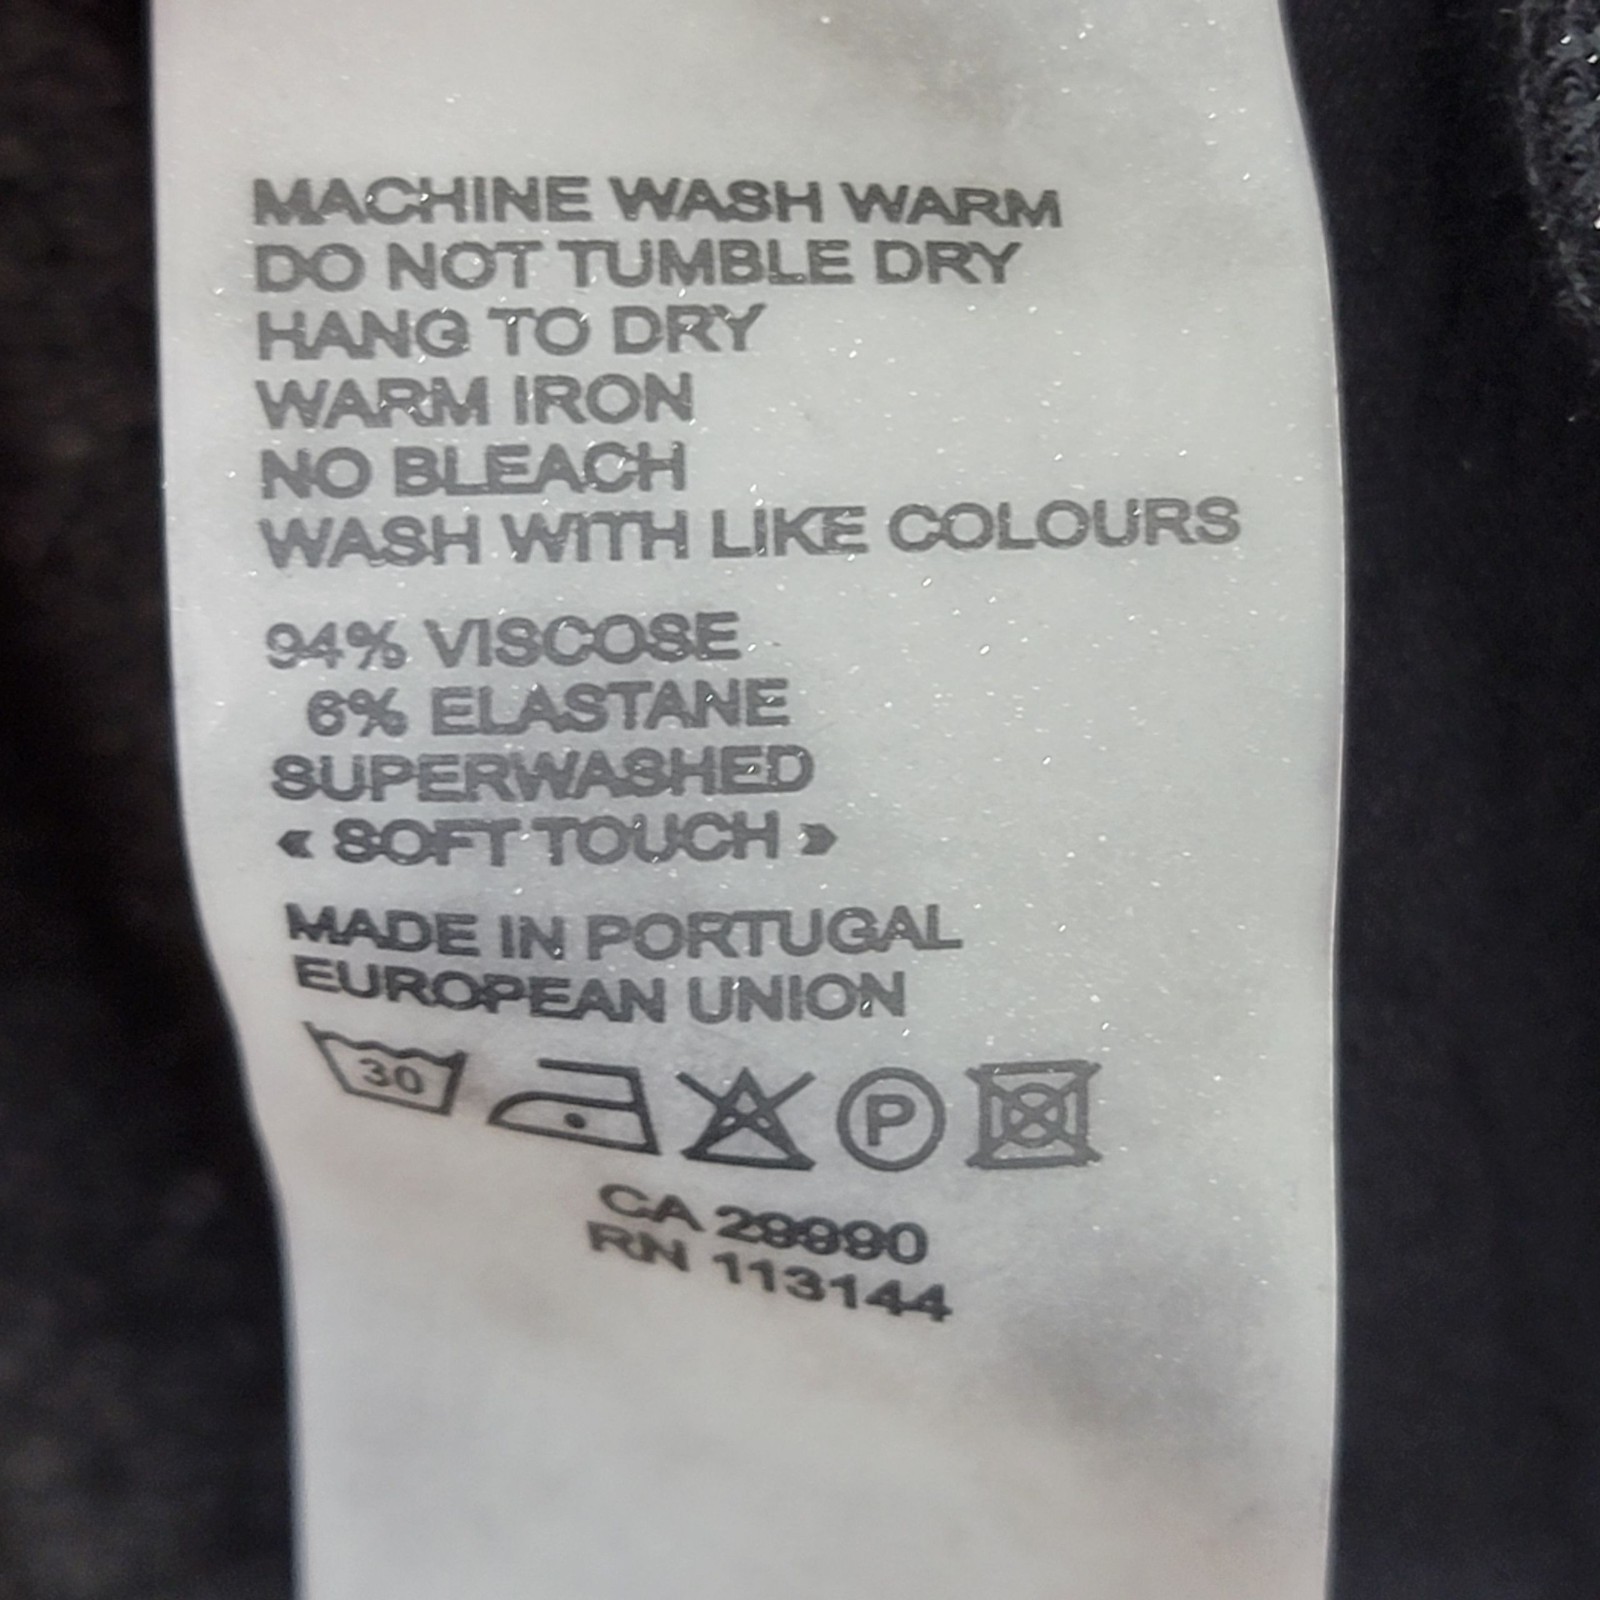 MACHINE WASH WARM
DO NOT TUMBLE DRY
HANG TO DRY
WARM IRON
NO BLEACH
WASH WITH LIKE COLOURS
94% VISCOSE
6% ELASTANE
SUPERWASHED
« SOFT TOUCH »
MADE IN PORTUGAL
EUROPEAN UNION
30 P
CA
RN 113144